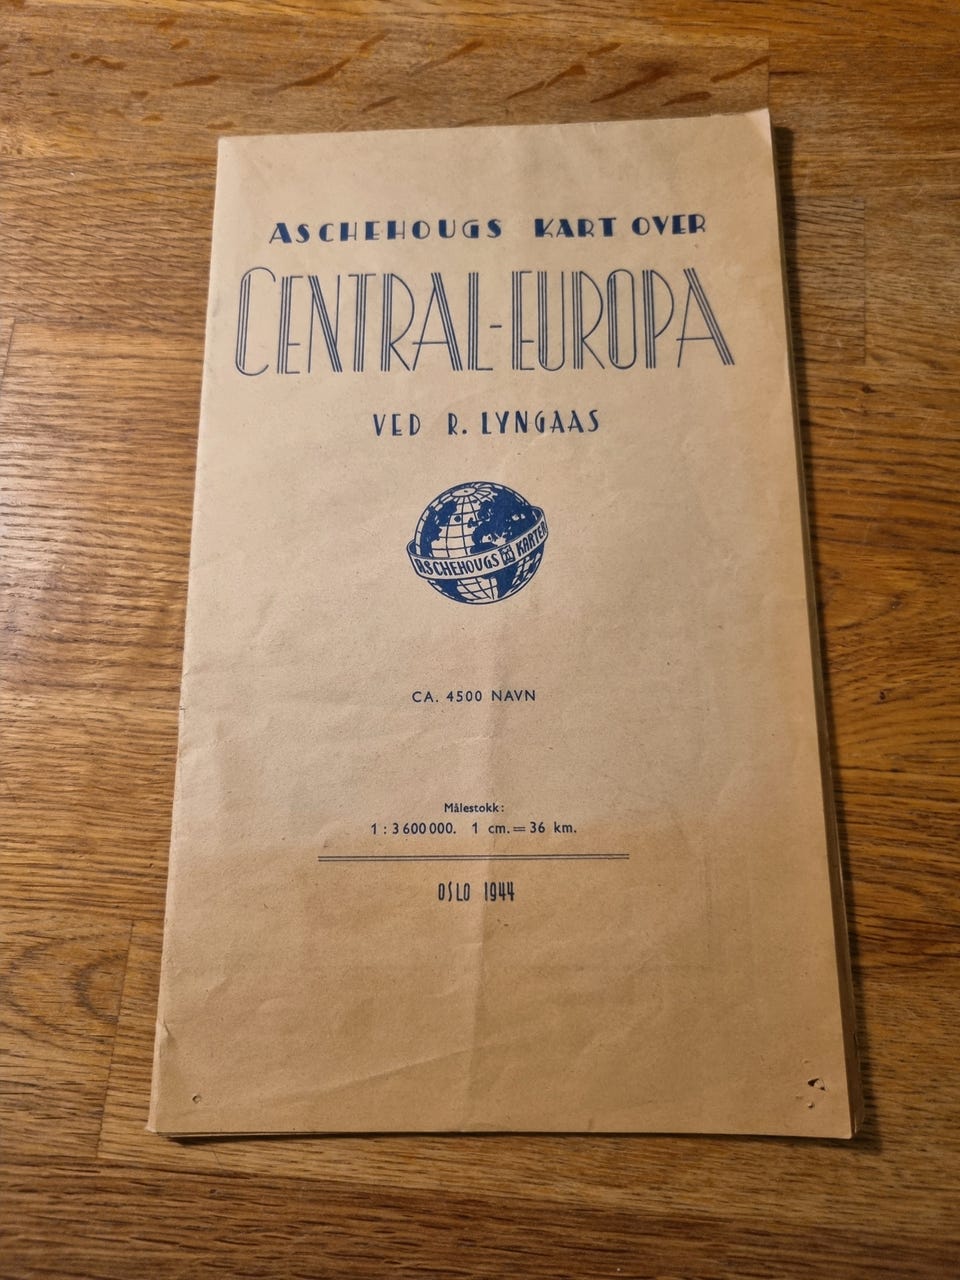 ASCHEHOUGS KART OVER
CENTRAL-EUROPA
VED R. LYNGAAS
ASCHEHOUGS KARTER
CA. 4500 NAVN
Målestokk:
1 : 3 600 000. 1 cm. = 36 km.
OSLO 1944